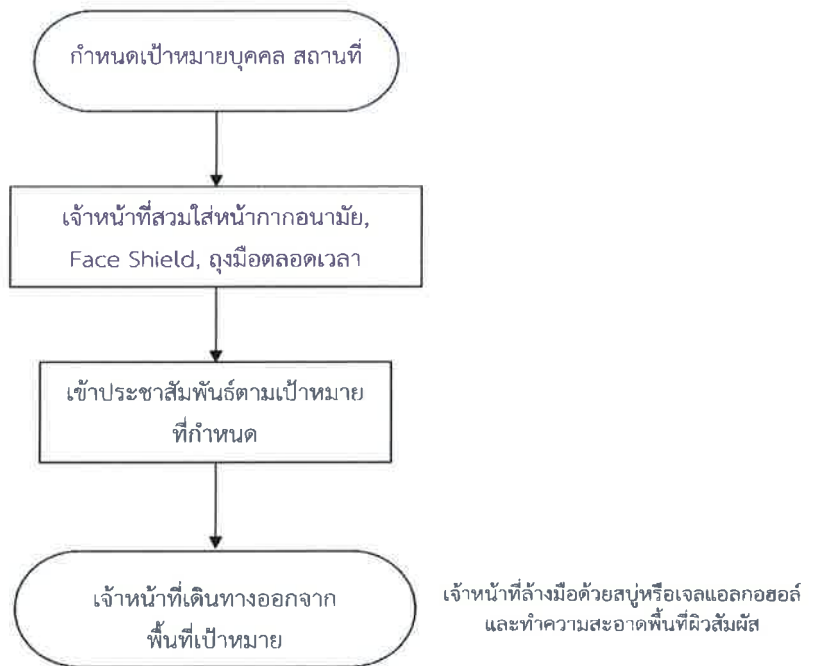 กำหนดเป้าหมายบุคคล สถานที่
เจ้าหน้าที่สวมใส่หน้ากากอนามัย,
Face Shield, ถุงมือตลอดเวลา
เข้าประชาสัมพันธ์ตามเป้าหมาย
ที่กำหนด
เจ้าหน้าที่เดินทางออกจาก
พื้นที่เป้าหมาย
เจ้าหน้าที่ล้างมือด้วยสบู่หรือเจลแอลกอฮอล์
และทำความสะอาดพื้นที่ผิวสัมผัส